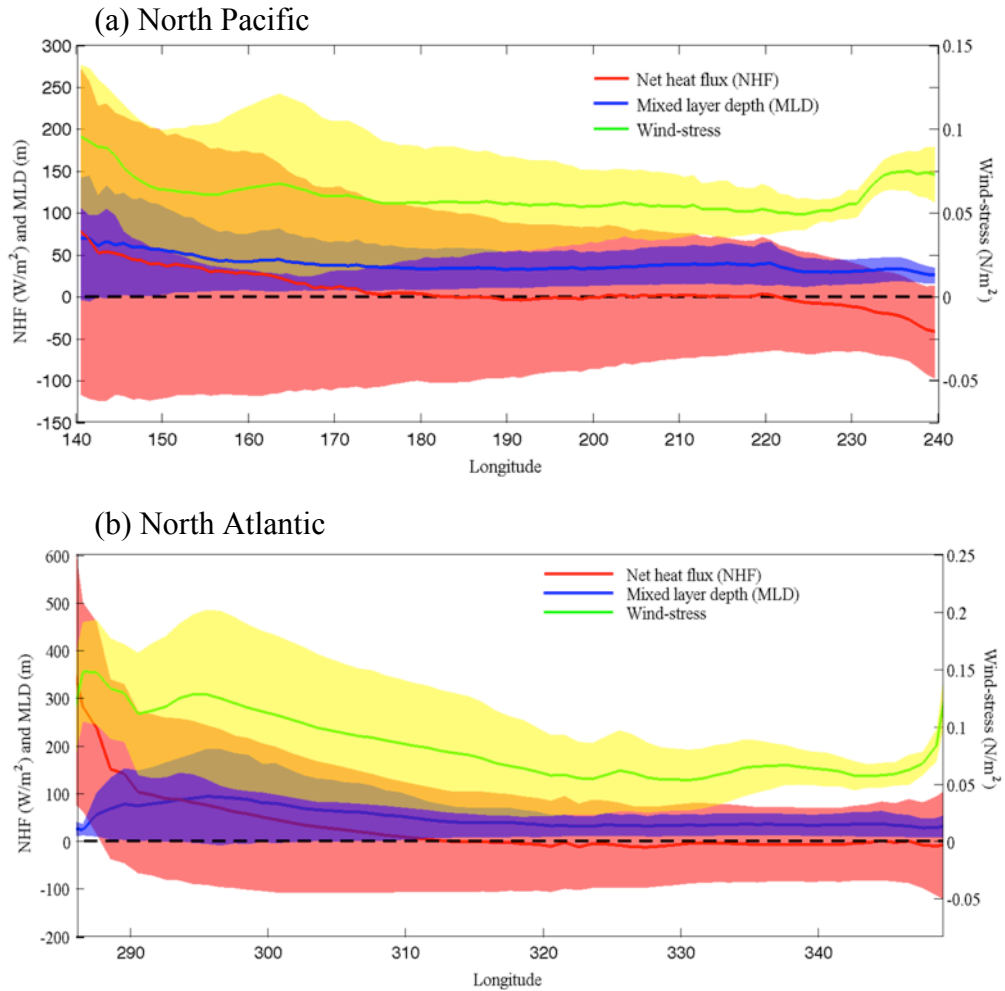 (a) North Pacific
300
250
200
150
100
50
0
-50
-100
-150
0.15
0.1
0.05
0
-0.05
NHF (W/m²) and MLD (m)
Wind-stress (N/m²)
Net heat flux (NHF)
Mixed layer depth (MLD)
Wind-stress
140 150 160 170 180 190 200 210 220 230 240
Longitude
(b) North Atlantic
600
500
400
300
200
100
0
-100
-200
0.25
0.2
0.15
0.1
0.05
0
-0.05
NHF (W/m²) and MLD (m)
Wind-stress (N/m²)
Net heat flux (NHF)
Mixed layer depth (MLD)
Wind-stress
290 300 310 320 330 340
Longitude